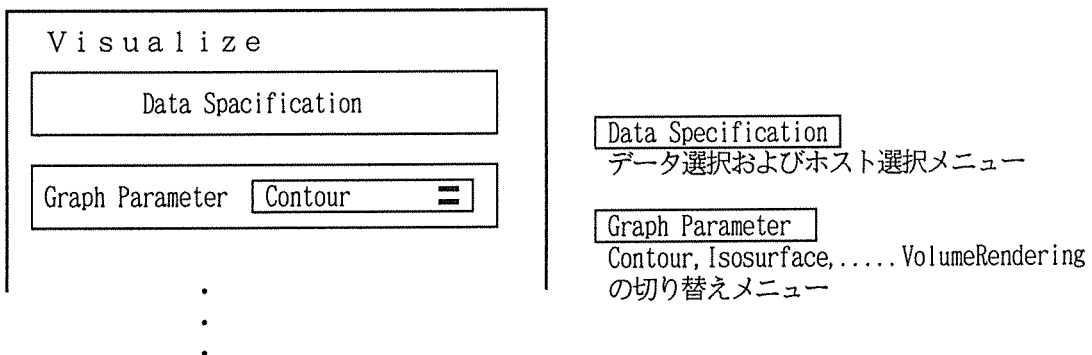 Visualize
Data Spacification
Graph Parameter Contour
Data Specification
データ選択およびホスト選択メニュー
Graph Parameter
Contour,Isosurface,.....VolumeRendering
の切り替えメニュー